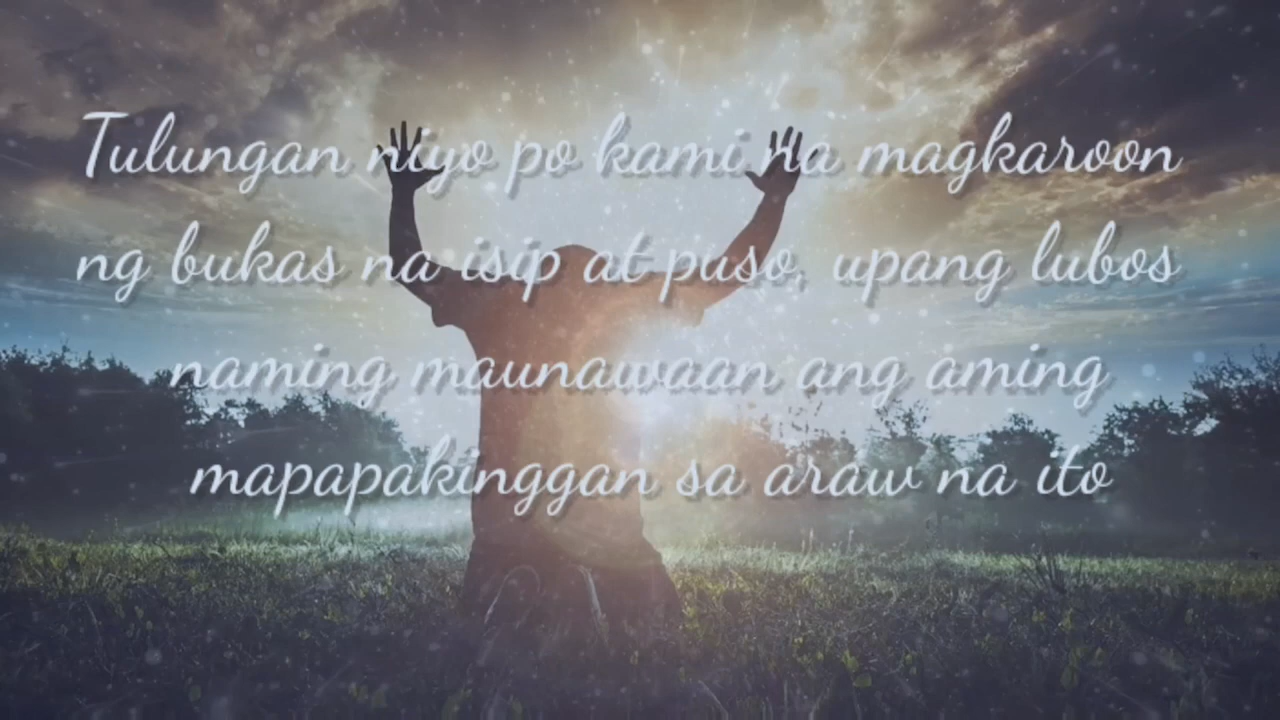 Tulungan niyo po kami na magkaroon
ng bukas na isip at puso, upang lubos
naming maunawaan ang aming
mapapakinggan sa araw na ito